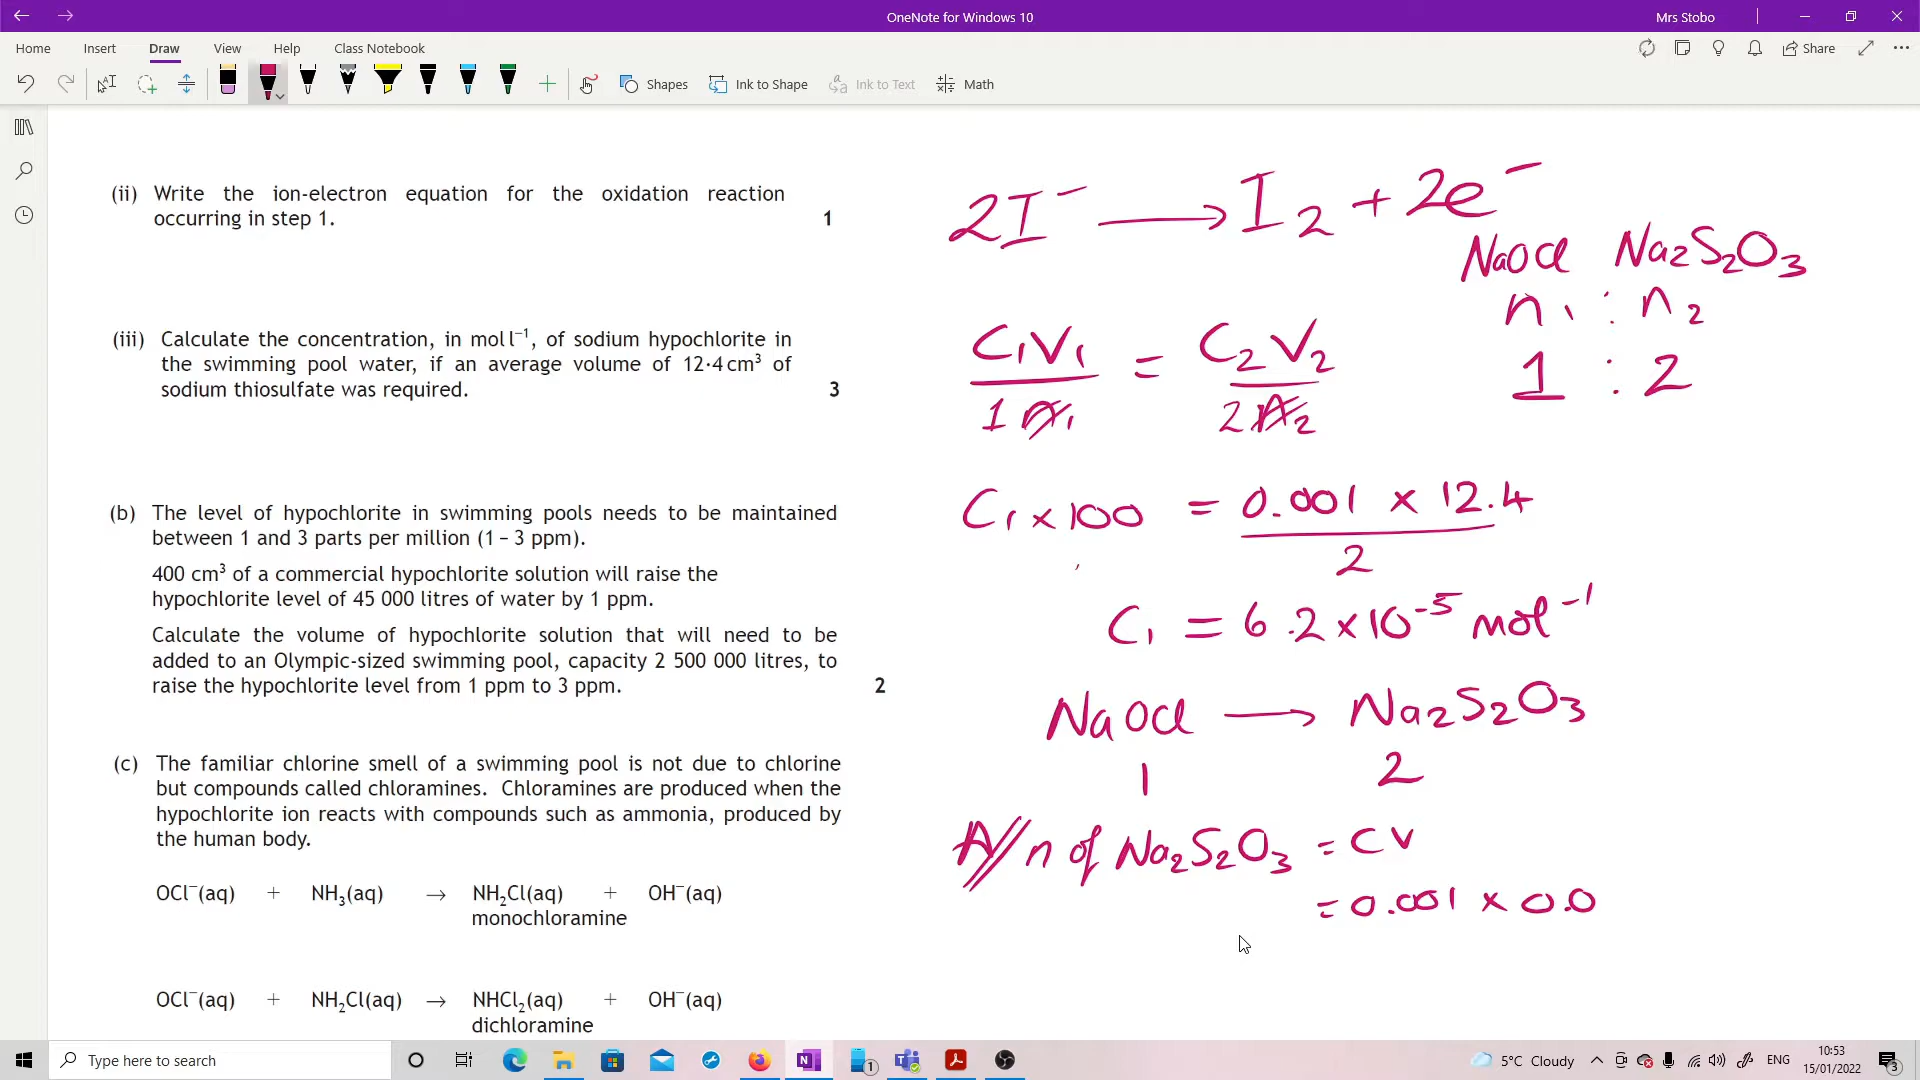 OneNote for Windows 10
Mrs Stobo
Home Insert Draw View Help Class Notebook
Share
Shapes Ink to Shape Ink to Text Math
(ii) Write the ion-electron equation for the oxidation reaction
occurring in step 1. 1
(iii) Calculate the concentration, in mol l⁻¹, of sodium hypochlorite in
the swimming pool water, if an average volume of 12·4 cm³ of
sodium thiosulfate was required. 3
(b) The level of hypochlorite in swimming pools needs to be maintained
between 1 and 3 parts per million (1 – 3 ppm).
400 cm³ of a commercial hypochlorite solution will raise the
hypochlorite level of 45 000 litres of water by 1 ppm.
Calculate the volume of hypochlorite solution that will need to be
added to an Olympic-sized swimming pool, capacity 2 500 000 litres, to
raise the hypochlorite level from 1 ppm to 3 ppm. 2
(c) The familiar chlorine smell of a swimming pool is not due to chlorine
but compounds called chloramines. Chloramines are produced when the
hypochlorite ion reacts with compounds such as ammonia, produced by
the human body.
OCl⁻(aq) + NH₃(aq) → NH₂Cl(aq) + OH⁻(aq)
monochloramine
OCl⁻(aq) + NH₂Cl(aq) → NHCl₂(aq) + OH⁻(aq)
dichloramine
2I⁻ → I₂ + 2e⁻
NaOCl Na₂S₂O₃
n₁ : n₂
1 : 2
C₁V₁ = C₂V₂
1 n₁ 2 n₂
C₁ × 100 = 0.001 × 12.4
2
C₁ = 6.2 × 10⁻⁵ mol⁻¹
NaOCl → Na₂S₂O₃
1 2
n of Na₂S₂O₃ = CV
= 0.001 × 0.0
Type here to search
1
5°C Cloudy
ENG
10:53
15/01/2022
3